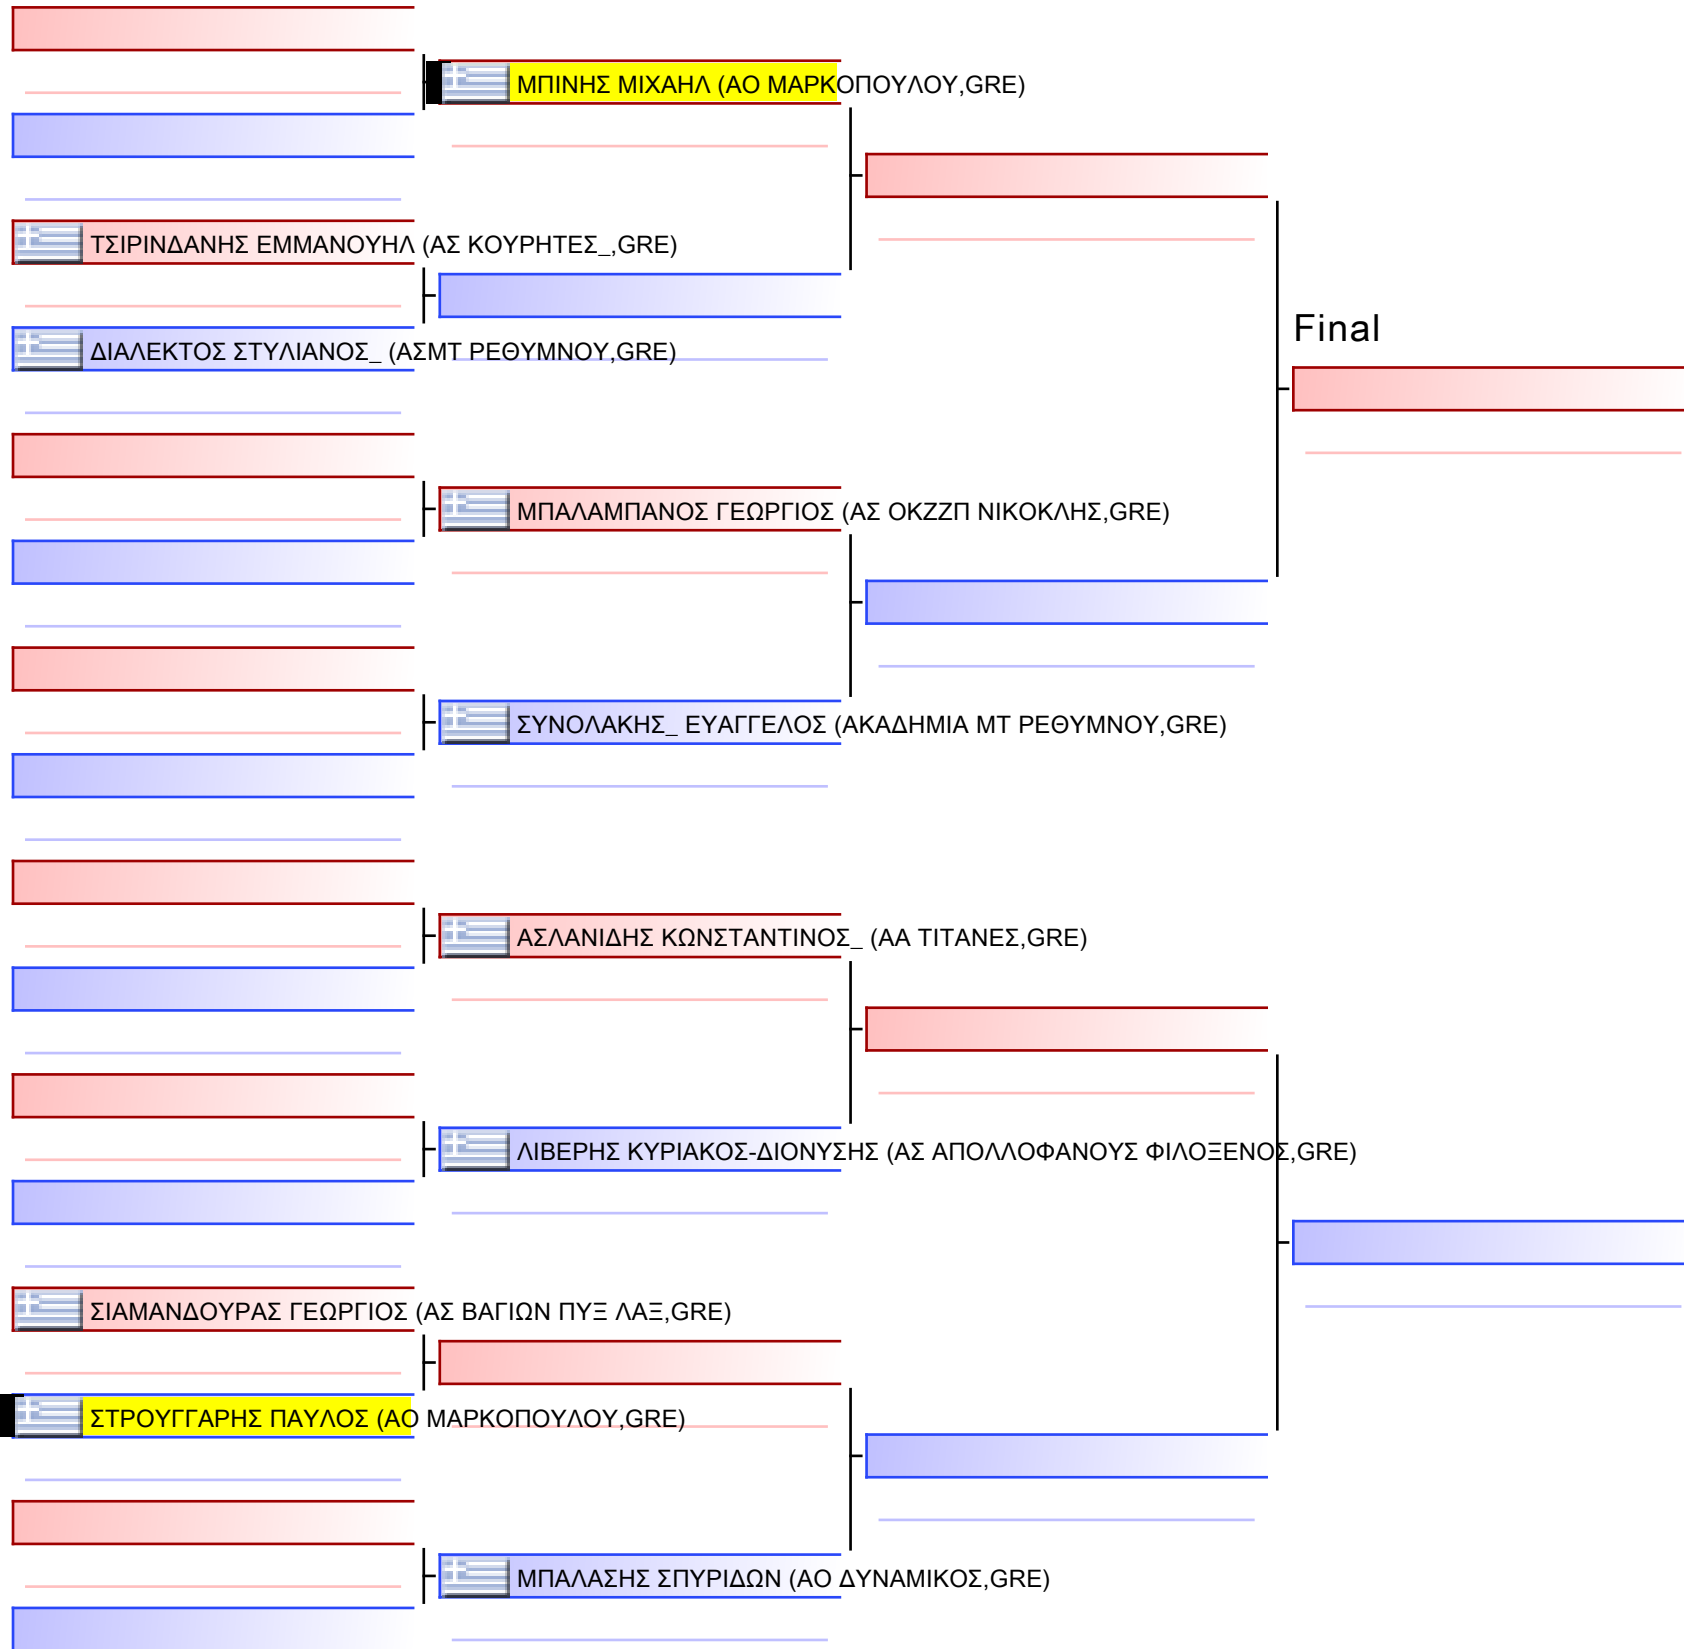 ΜΠΙΝΗΣ ΜΙΧΑΗΛ (ΑΟ ΜΑΡΚΟΠΟΥΛΟΥ,GRE)
ΤΣΙΡΙΝΔΑΝΗΣ ΕΜΜΑΝΟΥΗΛ (ΑΣ ΚΟΥΡΗΤΕΣ_,GRE)
Final
ΔΙΑΛΕΚΤΟΣ ΣΤΥΛΙΑΝΟΣ_ (ΑΣΜΤ ΡΕΘΥΜΝΟΥ,GRE)
ΜΠΑΛΑΜΠΑΝΟΣ ΓΕΩΡΓΙΟΣ (ΑΣ ΟΚΖΖΠ ΝΙΚΟΚΛΗΣ,GRE)
ΣΥΝΟΛΑΚΗΣ_ ΕΥΑΓΓΕΛΟΣ (ΑΚΑΔΗΜΙΑ ΜΤ ΡΕΘΥΜΝΟΥ,GRE)
ΑΣΛΑΝΙΔΗΣ ΚΩΝΣΤΑΝΤΙΝΟΣ_ (ΑΑ ΤΙΤΑΝΕΣ,GRE)
ΛΙΒΕΡΗΣ ΚΥΡΙΑΚΟΣ-ΔΙΟΝΥΣΗΣ (ΑΣ ΑΠΟΛΛΟΦΑΝΟΥΣ ΦΙΛΟΞΕΝΟΣ,GRE)
ΣΙΑΜΑΝΔΟΥΡΑΣ ΓΕΩΡΓΙΟΣ (ΑΣ ΒΑΓΙΩΝ ΠΥΞ ΛΑΞ,GRE)
ΣΤΡΟΥΓΓΑΡΗΣ ΠΑΥΛΟΣ (ΑΟ ΜΑΡΚΟΠΟΥΛΟΥ,GRE)
ΜΠΑΛΑΣΗΣ ΣΠΥΡΙΔΩΝ (ΑΟ ΔΥΝΑΜΙΚΟΣ,GRE)